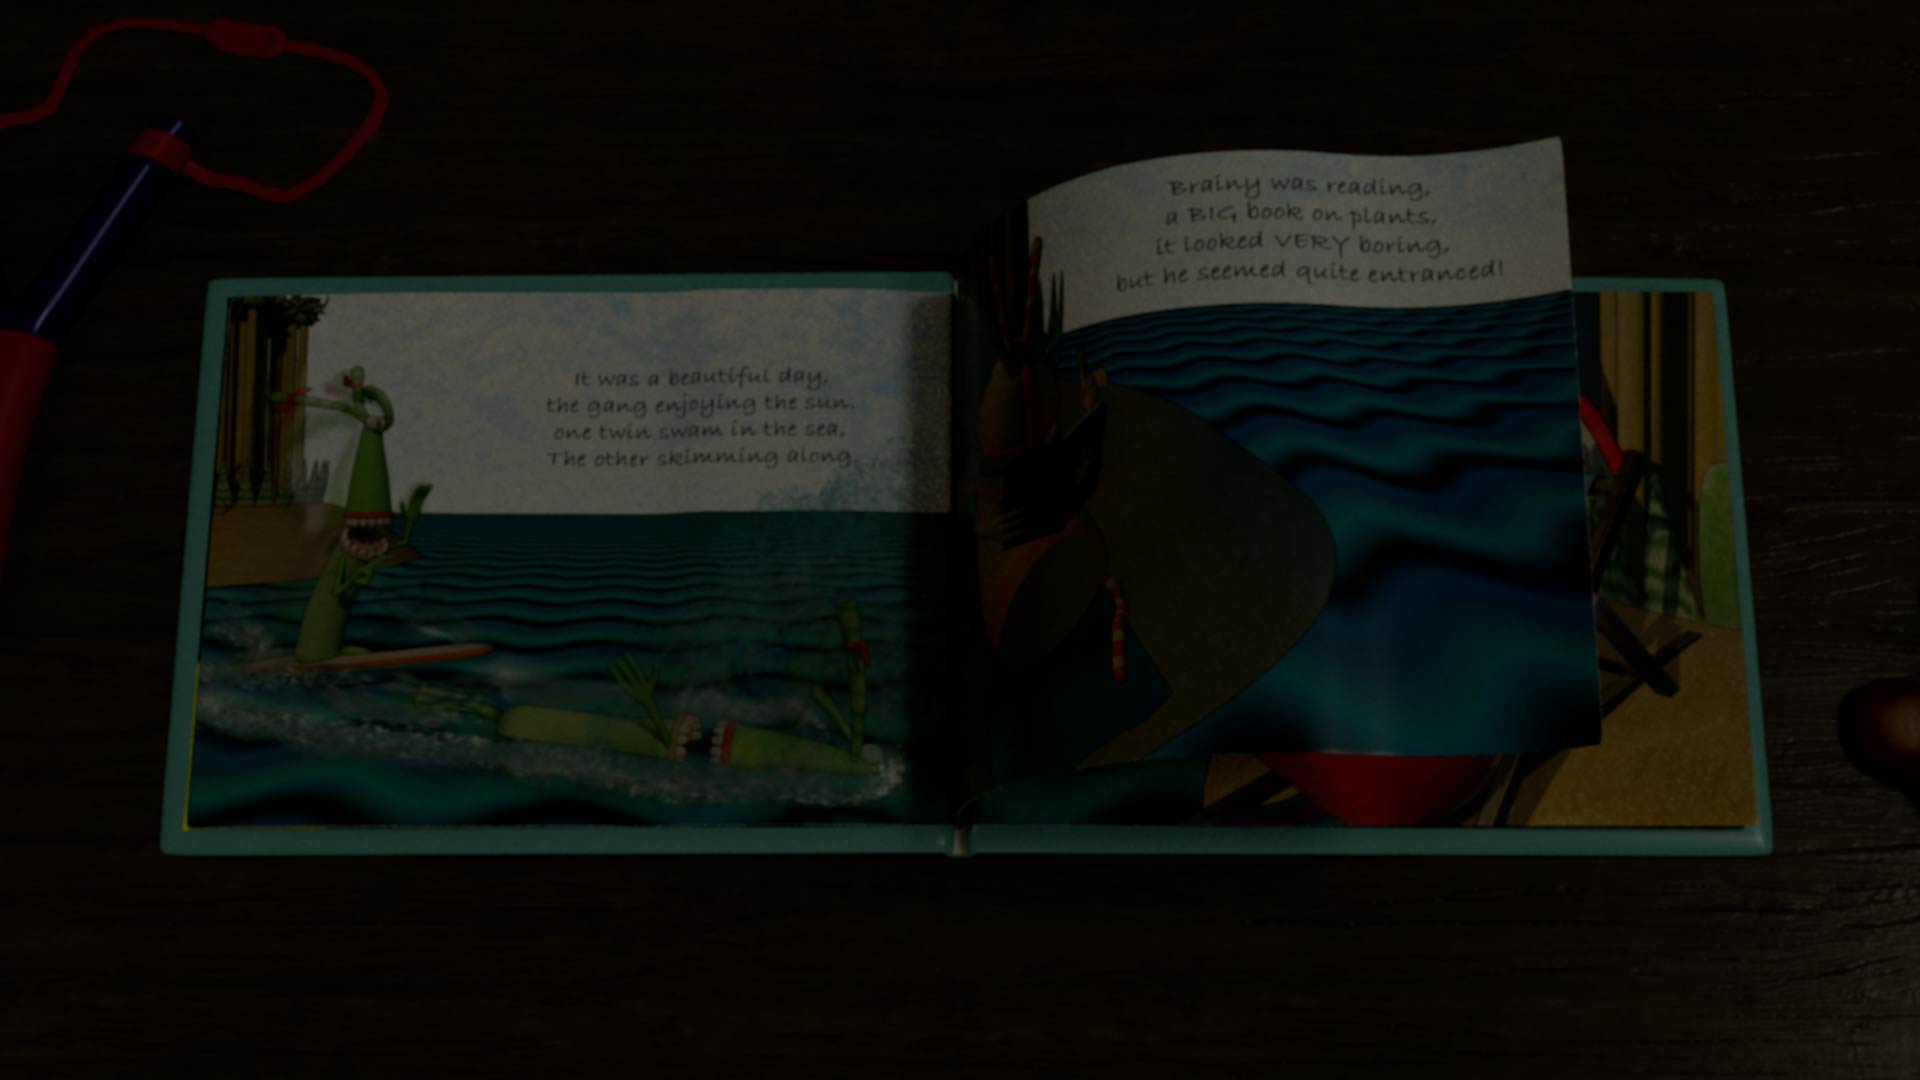 It was a beautiful day,
the gang enjoying the sun.
one twin swam in the sea,
The other skimming along.
Brainy was reading,
a BIG book on plants,
it looked VERY boring,
but he seemed quite entranced!